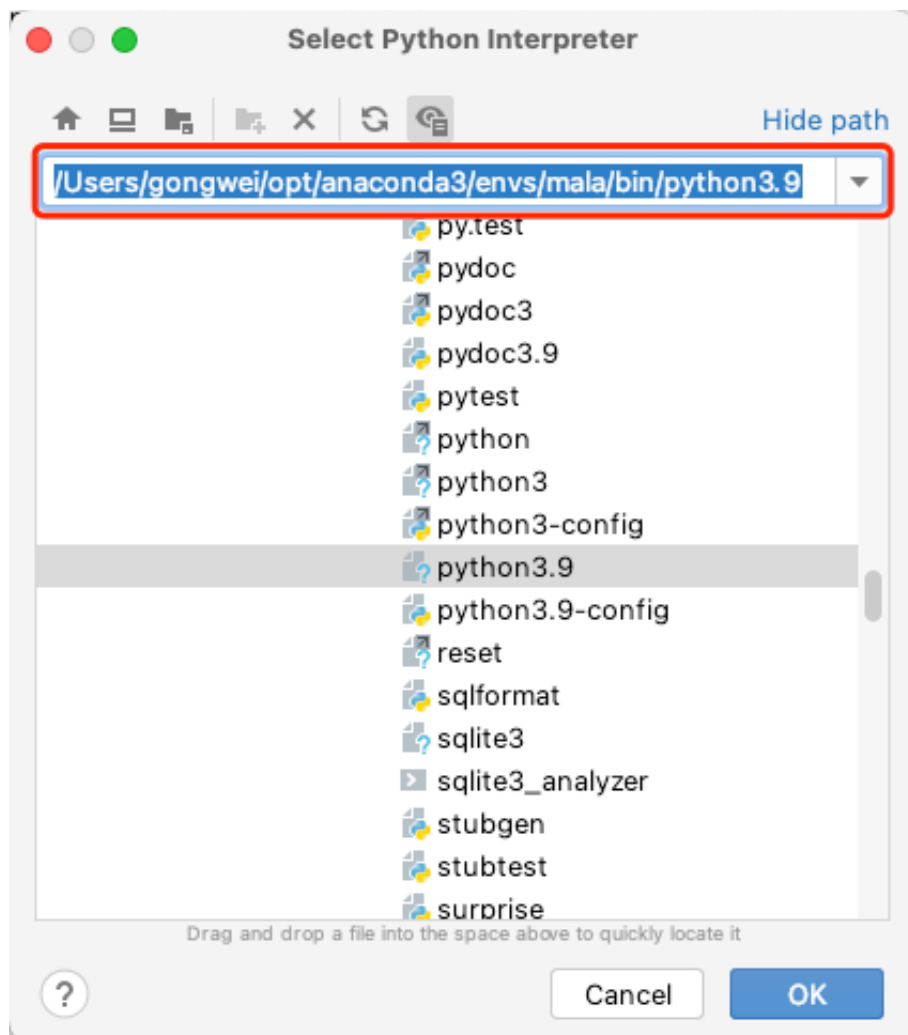 Select Python Interpreter
Hide path
/Users/gongwei/opt/anaconda3/envs/mala/bin/python3.9
py.test
pydoc
pydoc3
pydoc3.9
pytest
python
python3
python3-config
python3.9
python3.9-config
reset
sqlformat
sqlite3
sqlite3_analyzer
stubgen
stubtest
surprise
Drag and drop a file into the space above to quickly locate it
?
Cancel
OK